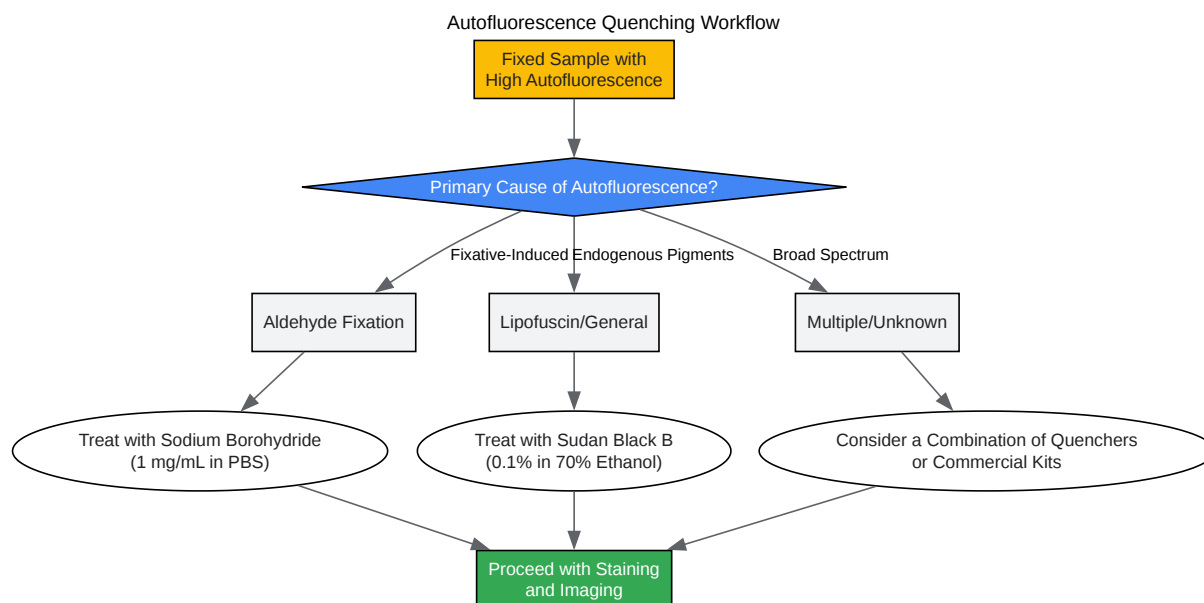 Autofluorescence Quenching Workflow
Fixed Sample with
High Autofluorescence
Primary Cause of Autofluorescence?
Fixative-Induced
Endogenous Pigments
Broad Spectrum
Aldehyde Fixation
Lipofuscin/General
Multiple/Unknown
Treat with Sodium Borohydride
(1 mg/mL in PBS)
Treat with Sudan Black B
(0.1% in 70% Ethanol)
Consider a Combination of Quenchers
or Commercial Kits
Proceed with Staining
and Imaging